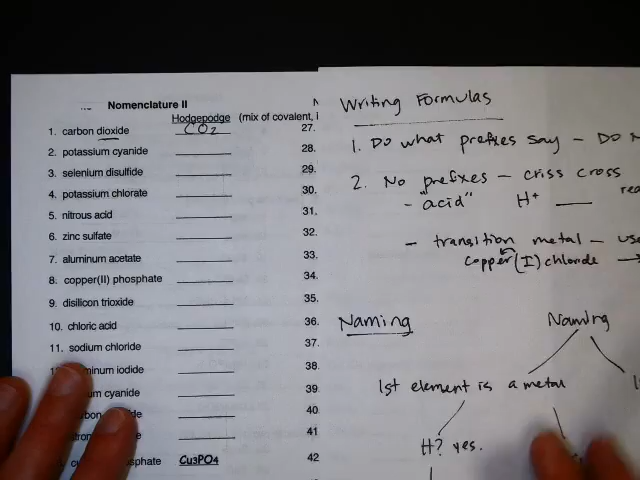 Nomenclature II
Hodgepodge (mix of covalent, i
1. carbon dioxide CO2 27.
2. potassium cyanide 28.
3. selenium disulfide 29.
4. potassium chlorate 30.
5. nitrous acid 31.
6. zinc sulfate 32.
7. aluminum acetate 33.
8. copper(II) phosphate 34.
9. disilicon trioxide 35.
10. chloric acid 36.
11. sodium chloride 37.
minum iodide 38.
um cyanide 39.
40.
41
sphate Cu3PO4 42
Writing Formulas
1. Do what prefixes say - DO N
2. No prefixes - criss cross
- "acid" H+ ___ rea
- transition metal - use
copper(I) chloride →
Naming
Naming
1st element is a metal
H? yes.